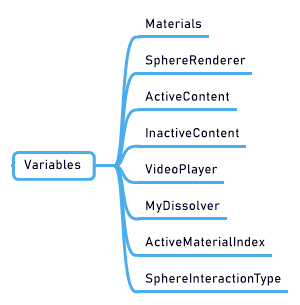 Variables
Materials
SphereRenderer
ActiveContent
InactiveContent
VideoPlayer
MyDissolver
ActiveMaterialIndex
SphereInteractionType